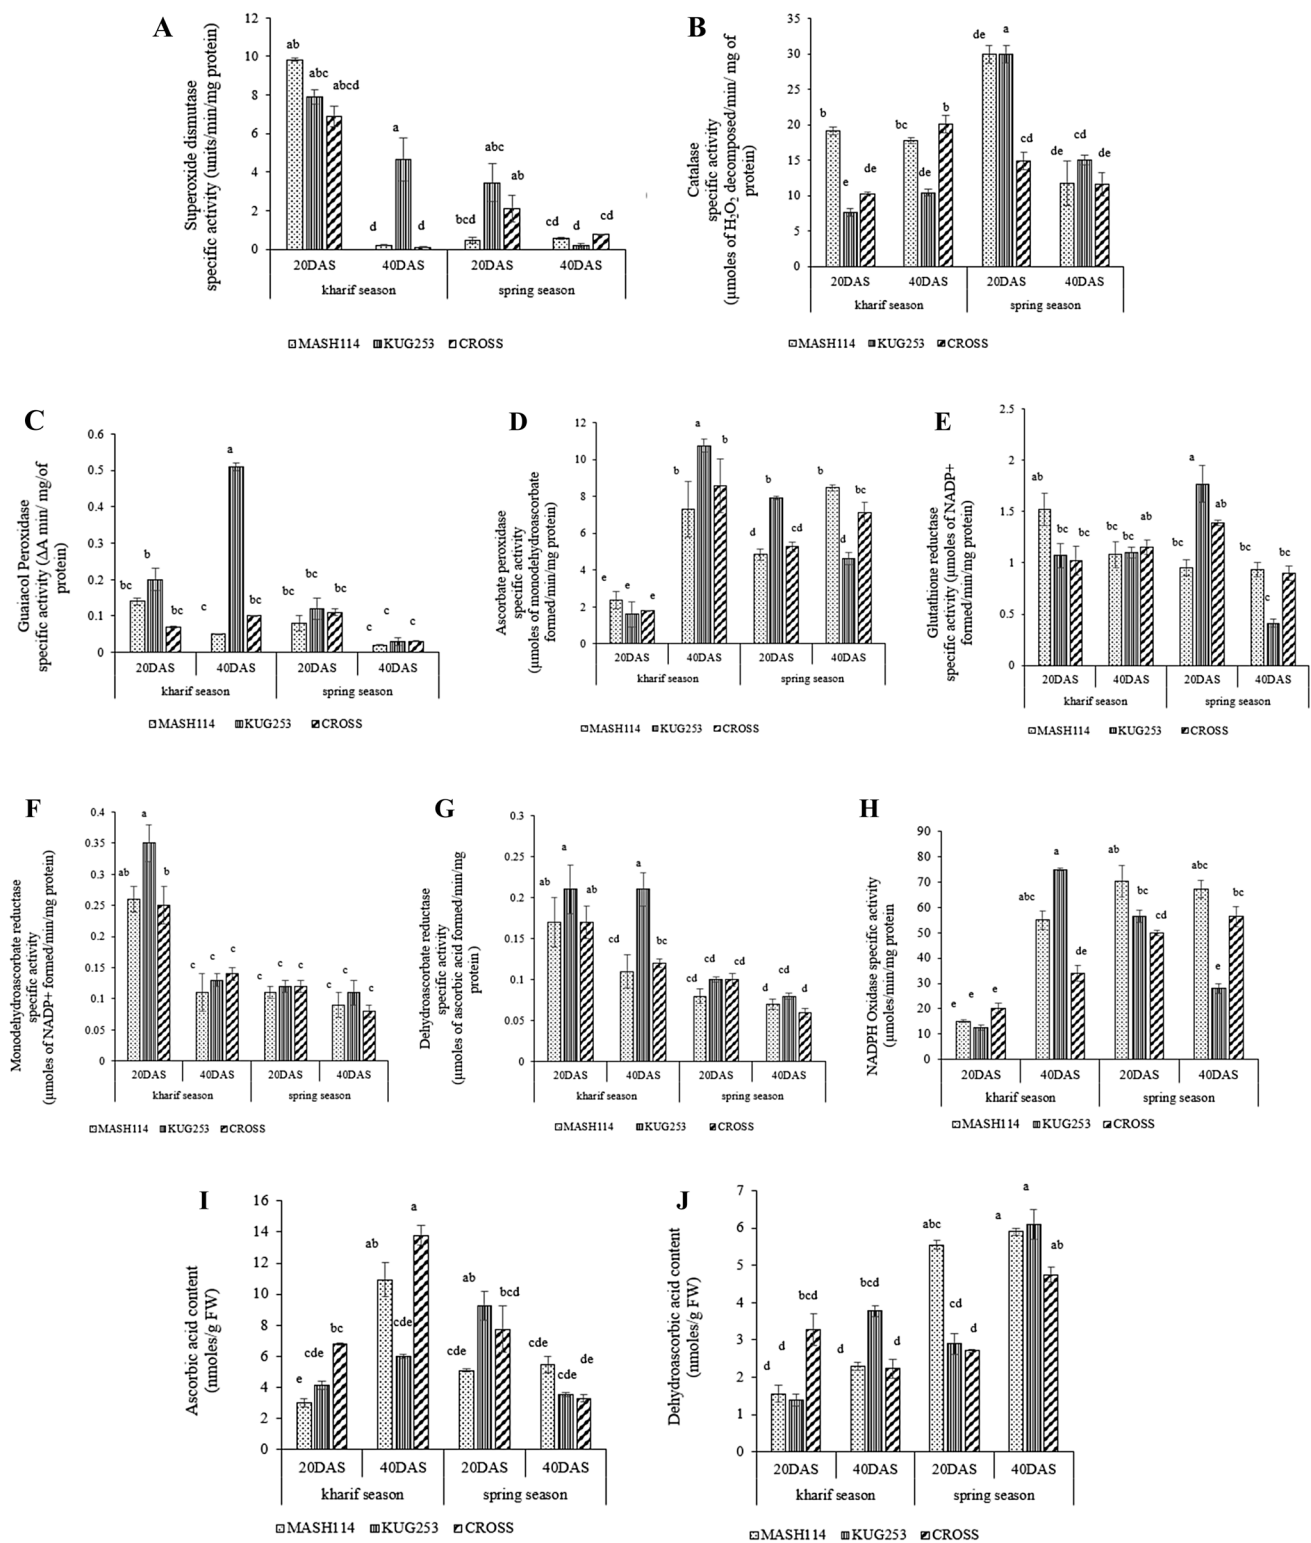 A
Superoxide dismutase
specific activity (units/min/mg protein)
12
10
8
6
4
2
0
ab
abc
abcd
d
a
d
bcd
abc
ab
cd
d
cd
20DAS 40DAS 20DAS 40DAS
kharif season spring season
MASH114 KUG253 CROSS
B
Catalase
specific activity
(µmoles of H2O2 decomposed/min/ mg of
protein)
35
30
25
20
15
10
5
0
b
e
de
bc
de
b
de
a
cd
de
cd
de
20DAS 40DAS 20DAS 40DAS
kharif season spring season
MASH114 KUG253 CROSS
C
Guaiacol Peroxidase
specific activity (ΔA min/ mg/of
protein)
0.6
0.5
0.4
0.3
0.2
0.1
0
bc
b
bc
c
a
bc
bc
bc
bc
c
c
c
20DAS 40DAS 20DAS 40DAS
kharif season spring season
MASH114 KUG253 CROSS
D
Ascorbate peroxidase
specific activity
(µmoles of monodehydroascorbate
formed/min/mg protein)
12
10
8
6
4
2
0
e
e
e
b
a
b
d
b
cd
b
d
bc
20DAS 40DAS 20DAS 40DAS
kharif season spring season
MASH114 KUG253 CROSS
E
Glutathione reductase
specific activity (µmoles of NADP+
formed/min/mg protein)
2.5
2
1.5
1
0.5
0
ab
bc
bc
bc
bc
ab
bc
a
ab
bc
c
bc
20DAS 40DAS 20DAS 40DAS
kharif season spring season
MASH114 KUG253 CROSS
F
Monodehydroascorbate reductase
specific activity
(µmoles of NADP+ formed/min/mg protein)
0.4
0.35
0.3
0.25
0.2
0.15
0.1
0.05
0
ab
a
b
c
c
c
c
c
c
c
c
c
20DAS 40DAS 20DAS 40DAS
kharif season spring season
MASH114 KUG253 CROSS
G
Dehydroascorbate reductase
specific activity
(µmoles of ascorbic acid formed/min/mg
protein)
0.3
0.25
0.2
0.15
0.1
0.05
0
ab
a
ab
cd
a
bc
cd
cd
cd
cd
cd
d
20DAS 40DAS 20DAS 40DAS
kharif season spring season
MASH114 KUG253 CROSS
H
NADPH Oxidase specific activity
(µmoles/min/mg protein
90
80
70
60
50
40
30
20
10
0
e
e
e
abc
a
de
ab
bc
cd
abc
e
bc
20DAS 40DAS 20DAS 40DAS
kharif season spring season
MASH114 KUG253 CROSS
I
Ascorbic acid content
(nmoles/g FW)
16
14
12
10
8
6
4
2
0
e
cde
bc
ab
cde
a
cde
ab
bcd
cde
cde
de
20DAS 40DAS 20DAS 40DAS
kharif season spring season
MASH114 KUG253 CROSS
J
Dehydroascorbic acid content
(nmoles/g FW)
7
6
5
4
3
2
1
0
d
d
bcd
d
bcd
d
abc
cd
d
a
a
ab
20DAS 40DAS 20DAS 40DAS
kharif season spring season
MASH114 KUG253 CROSS